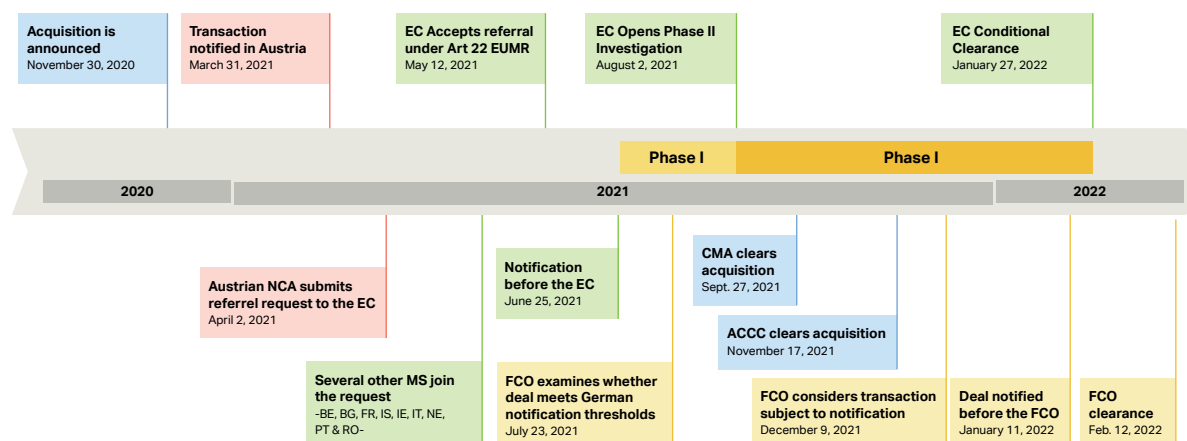 Acquisition is
announced
November 30, 2020
Transaction
notified in Austria
March 31, 2021
EC Accepts referral
under Art 22 EUMR
May 12, 2021
EC Opens Phase II
Investigation
August 2, 2021
EC Conditional
Clearance
January 27, 2022
Phase I
Phase I
2020
2021
2022
Austrian NCA submits
referral request to the EC
April 2, 2021
Several other MS join
the request
-BE, BG, FR, IS, IE, IT, NE,
PT & RO-
Notification
before the EC
June 25, 2021
FCO examines whether
deal meets German
notification thresholds
July 23, 2021
CMA clears
acquisition
Sept. 27, 2021
ACCC clears acquisition
November 17, 2021
FCO considers transaction
subject to notification
December 9, 2021
Deal notified
before the FCO
January 11, 2022
FCO
clearance
Feb. 12, 2022